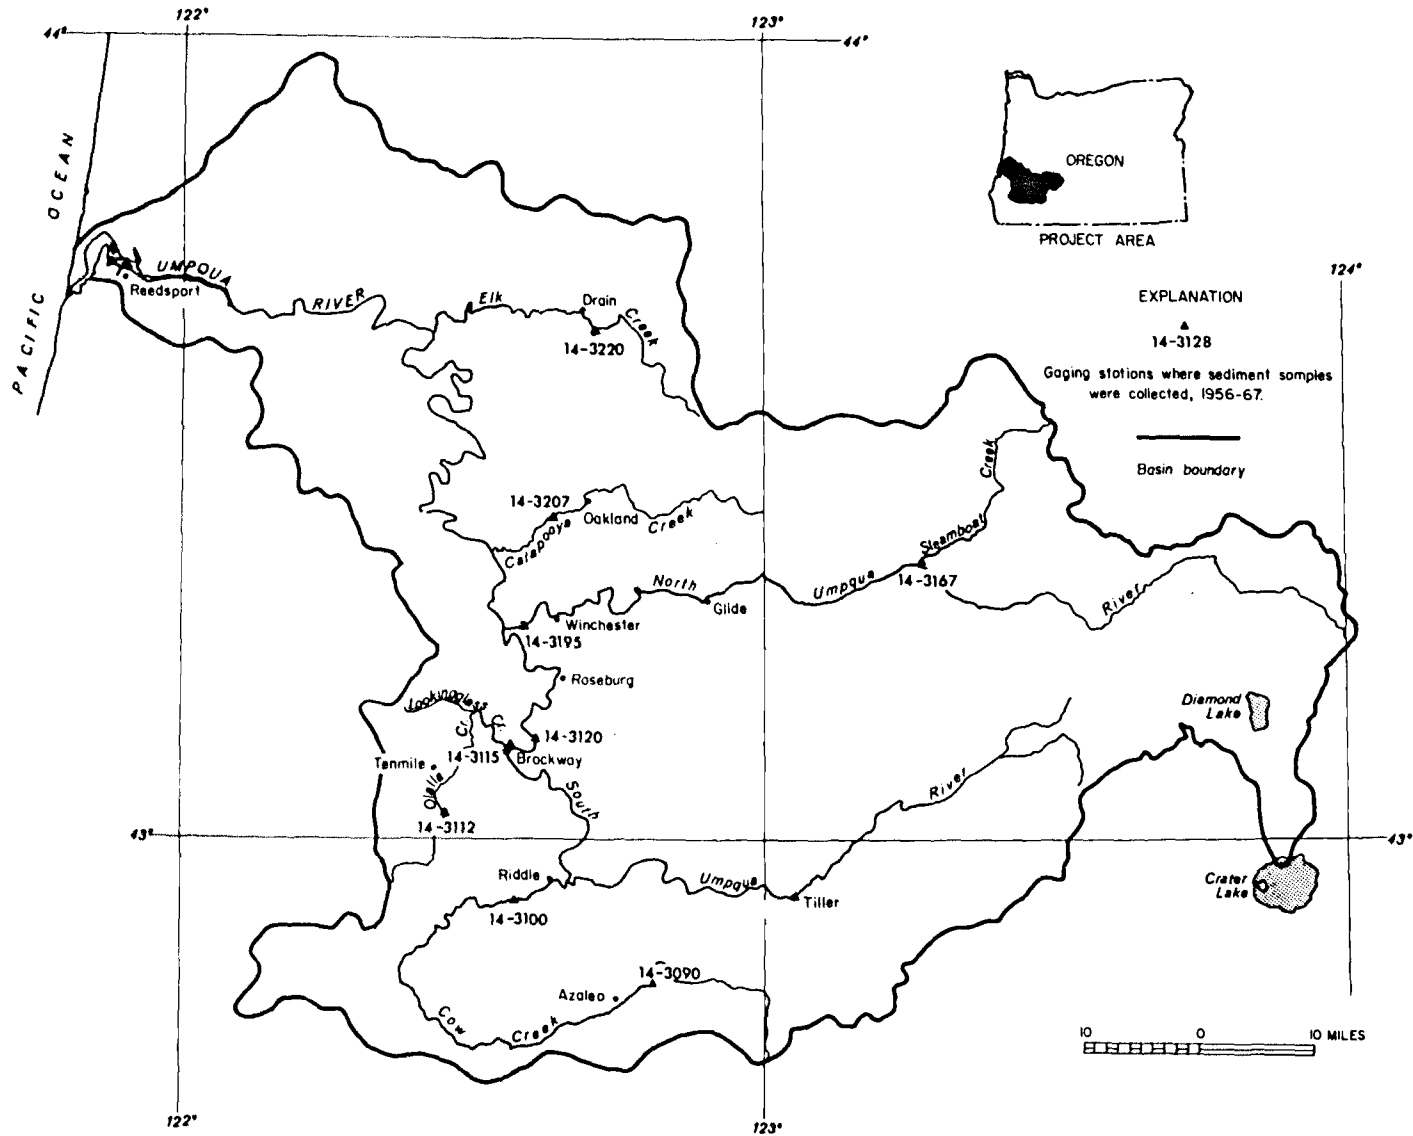 122°
123°
44°
44°
PACIFIC OCEAN
OREGON
PROJECT AREA
124°
EXPLANATION
14-3128
Gaging stations where sediment samples
were collected, 1956-67.
Basin boundary
UMPQUA RIVER
Reedsport
Elk Creek
Drain
14-3220
14-3207
Oakland
Calapooya Creek
Steamboat Creek
14-3167
North Umpqua River
Glide
Winchester
14-3195
Roseburg
Lookingglass Cr.
14-3120
14-3115
Brockway
Tenmile
Olalla Cr.
14-3112
South Umpqua River
Diamond
Lake
43°
43°
Crater
Lake
Riddle
14-3100
Tiller
14-3090
Azalea
Cow Creek
10 0 10 MILES
122°
123°